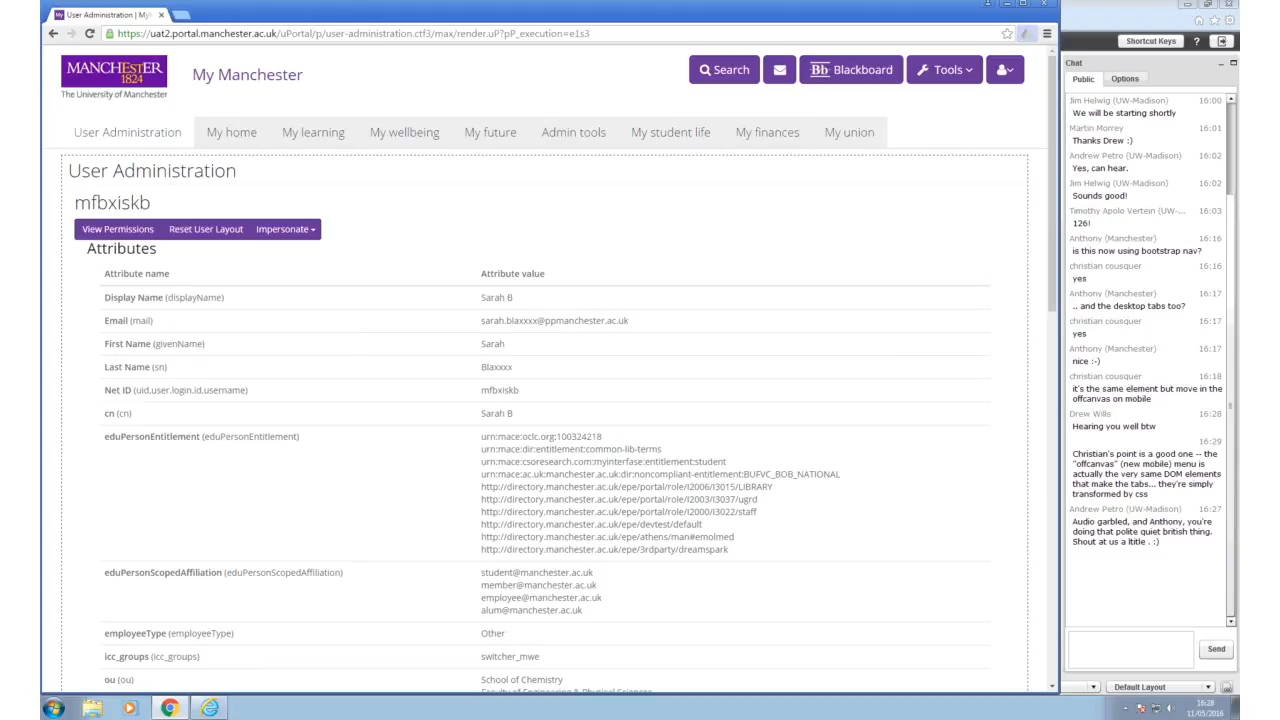 User Administration | My
https://uat2.portal.manchester.ac.uk/uPortal/p/user-administration.ctf3/max/render.uP?pP_execution=e1s3
MANCHESTER
1824
The University of Manchester
My Manchester
Search
Bb Blackboard
Tools
User Administration
My home
My learning
My wellbeing
My future
Admin tools
My student life
My finances
My union
User Administration
mfbxiskb
View Permissions
Reset User Layout
Impersonate
Attributes
Attribute name Attribute value
Display Name (displayName) Sarah B
Email (mail) sarah.blaxxxx@ppmanchester.ac.uk
First Name (givenName) Sarah
Last Name (sn) Blaxxxx
Net ID (uid,user.login.id,username) mfbxiskb
cn (cn) Sarah B
eduPersonEntitlement (eduPersonEntitlement) urn:mace:oclc.org:100324218
urn:mace:dir:entitlement:common-lib-terms
urn:mace:csoresearch.com:myinterfase:entitlement:student
urn:mace:ac.uk:manchester.ac.uk:dir:noncompliant-entitlement:BUFVC_BOB_NATIONAL
http://directory.manchester.ac.uk/epe/portal/role/I2006/I3015/LIBRARY
http://directory.manchester.ac.uk/epe/portal/role/I2003/I3037/ugrd
http://directory.manchester.ac.uk/epe/portal/role/I2000/I3022/staff
http://directory.manchester.ac.uk/epe/devtest/default
http://directory.manchester.ac.uk/epe/athens/man#emolmed
http://directory.manchester.ac.uk/epe/3rdparty/dreamspark
eduPersonScopedAffiliation (eduPersonScopedAffiliation) student@manchester.ac.uk
member@manchester.ac.uk
employee@manchester.ac.uk
alum@manchester.ac.uk
employeeType (employeeType) Other
icc_groups (icc_groups) switcher_mwe
ou (ou) School of Chemistry
Faculty of Engineering & Physical Sciences
Shortcut Keys
?
Chat
Public
Options
Jim Helwig (UW-Madison) 16:00
We will be starting shortly
Martin Morrey 16:01
Thanks Drew :)
Andrew Petro (UW-Madison) 16:02
Yes, can hear.
Jim Helwig (UW-Madison) 16:02
Sounds good!
Timothy Apolo Vertein (UW-... 16:03
126!
Anthony (Manchester) 16:16
is this now using bootstrap nav?
christian cousquer 16:16
yes
Anthony (Manchester) 16:17
.. and the desktop tabs too?
christian cousquer 16:17
yes
Anthony (Manchester) 16:17
nice :-)
christian cousquer 16:18
it's the same element but move in the
offcanvas on mobile
Drew Wills 16:28
Hearing you well btw
16:29
Christian's point is a good one -- the
"offcanvas" (new mobile) menu is
actually the very same DOM elements
that make the tabs... they're simply
transformed by css
Andrew Petro (UW-Madison) 16:27
Audio garbled, and Anthony, you're
doing that polite quiet british thing.
Shout at us a ltitle . :)
Send
Default Layout
16:28
11/05/2016